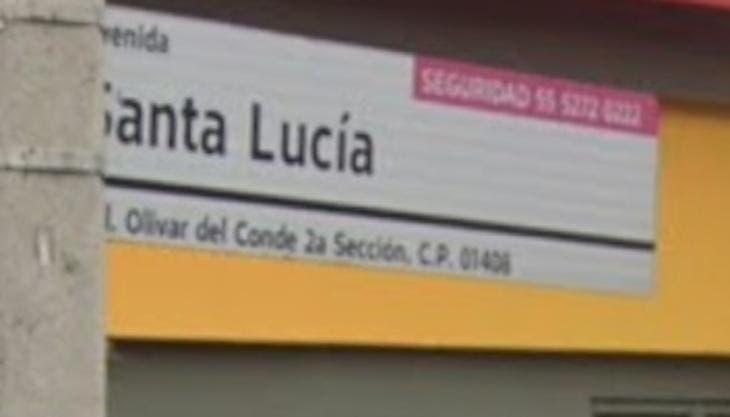 venida
SEGURIDAD 55 5272 0222
Santa Lucía
l. Olivar del Conde 2a Sección, C.P. 01408